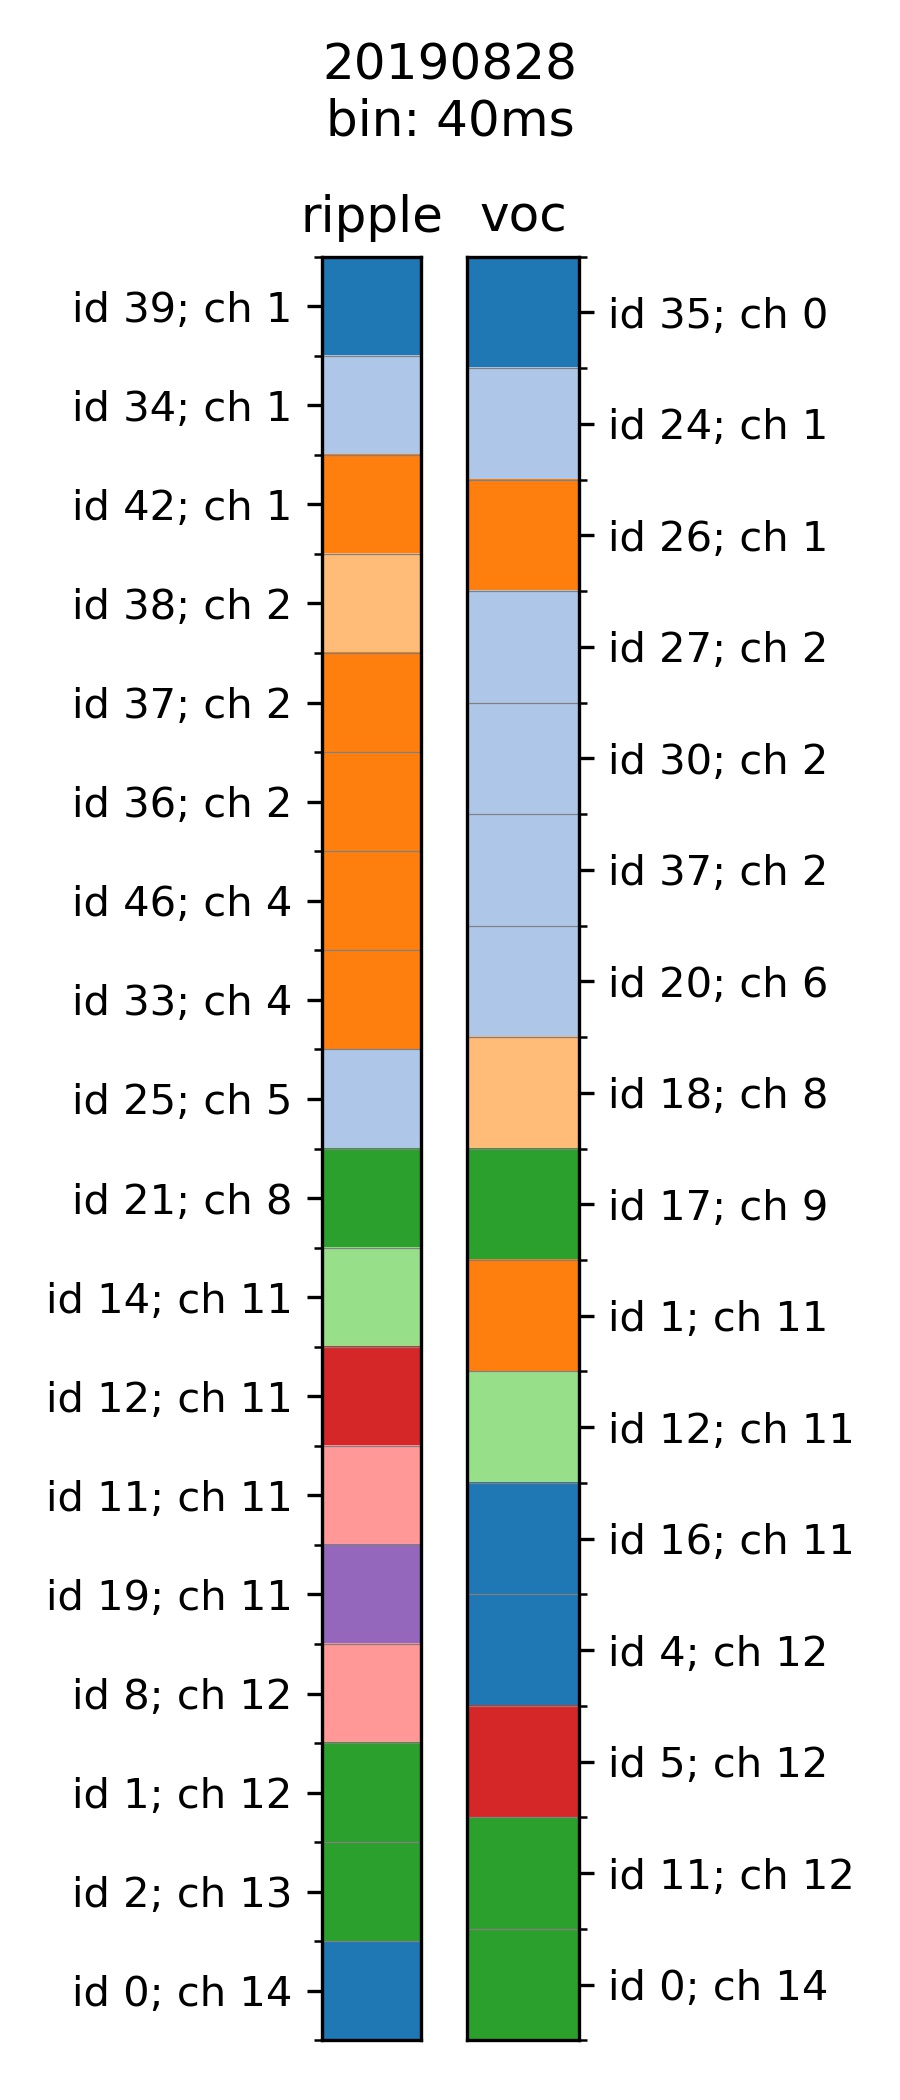 20190828
bin: 40ms
ripple voc
id 39; ch 1
id 34; ch 1
id 42; ch 1
id 38; ch 2
id 37; ch 2
id 36; ch 2
id 46; ch 4
id 33; ch 4
id 25; ch 5
id 21; ch 8
id 14; ch 11
id 12; ch 11
id 11; ch 11
id 19; ch 11
id 8; ch 12
id 1; ch 12
id 2; ch 13
id 0; ch 14
id 35; ch 0
id 24; ch 1
id 26; ch 1
id 27; ch 2
id 30; ch 2
id 37; ch 2
id 20; ch 6
id 18; ch 8
id 17; ch 9
id 1; ch 11
id 12; ch 11
id 16; ch 11
id 4; ch 12
id 5; ch 12
id 11; ch 12
id 0; ch 14